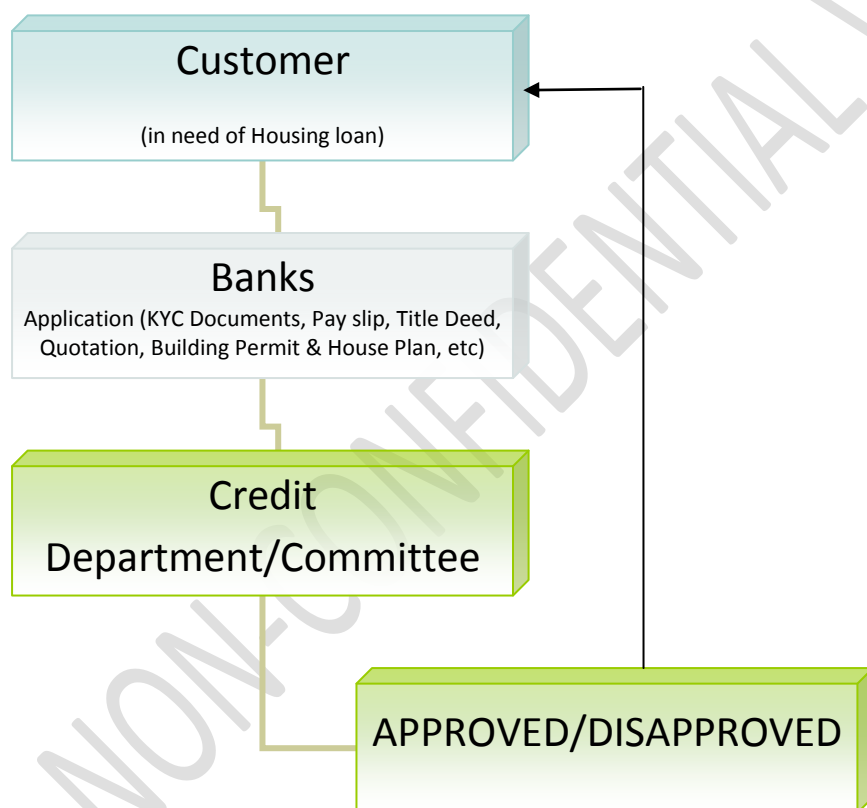 Customer
(in need of Housing loan)
Banks
Application (KYC Documents, Pay slip, Title Deed,
Quotation, Building Permit & House Plan, etc)
Credit
Department/Committee
APPROVED/DISAPPROVED
NON-CONFIDENTIAL